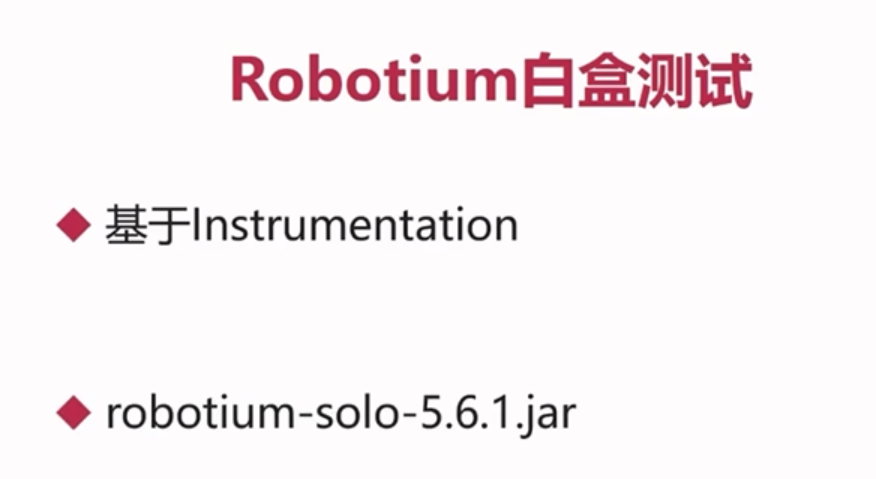 Robotium白盒测试
基于Instrumentation
robotium-solo-5.6.1.jar